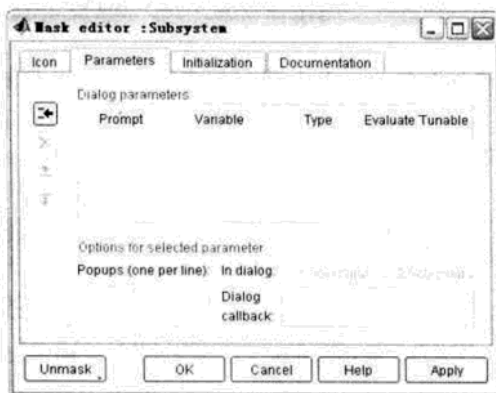 Mask editor :Subsystem
Icon Parameters Initialization Documentation
Dialog parameters
Prompt Variable Type Evaluate Tunable
Options for selected parameter
Popups (one per line): In dialog:
Dialog
callback:
Unmask OK Cancel Help Apply